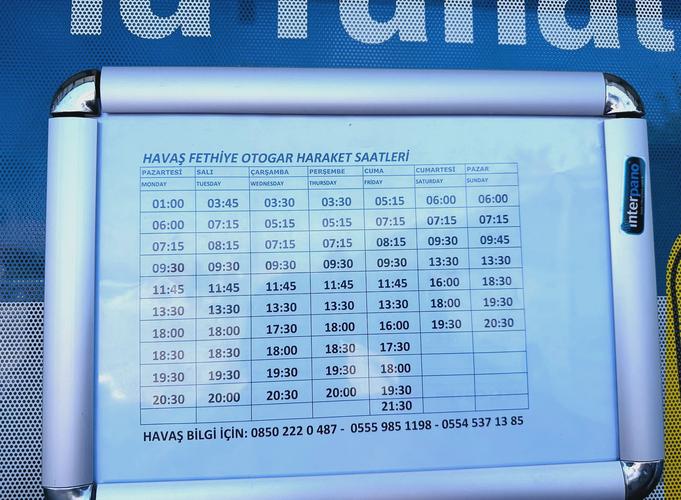 HAVAŞ FETHİYE OTOGAR HARAKET SAATLERİ
PAZARTESİ SALI ÇARŞAMBA PERŞEMBE CUMA CUMARTESİ PAZAR
MONDAY TUESDAY WEDNESDAY THURSDAY FRİDAY SATURDAY SUNDAY
01:00 03:45 03:30 03:30 05:15 06:00 06:00
06:00 07:15 05:15 05:15 07:15 07:15 07:15
07:15 08:15 07:15 07:15 08:15 09:30 09:45
09:30 09:30 09:30 09:30 09:30 13:30 13:30
11:45 11:45 11:45 11:45 11:45 16:00 18:30
13:30 13:30 13:30 13:30 13:30 18:00 19:30
18:00 18:00 17:30 18:00 16:00 19:30 20:30
18:30 18:30 18:00 18:30 17:30
19:30 19:30 19:30 19:30 18:00
20:30 20:00 20:30 20:00 19:30
21:30
HAVAŞ BİLGİ İÇİN: 0850 222 0 487 - 0555 985 1198 - 0554 537 13 85
interpano